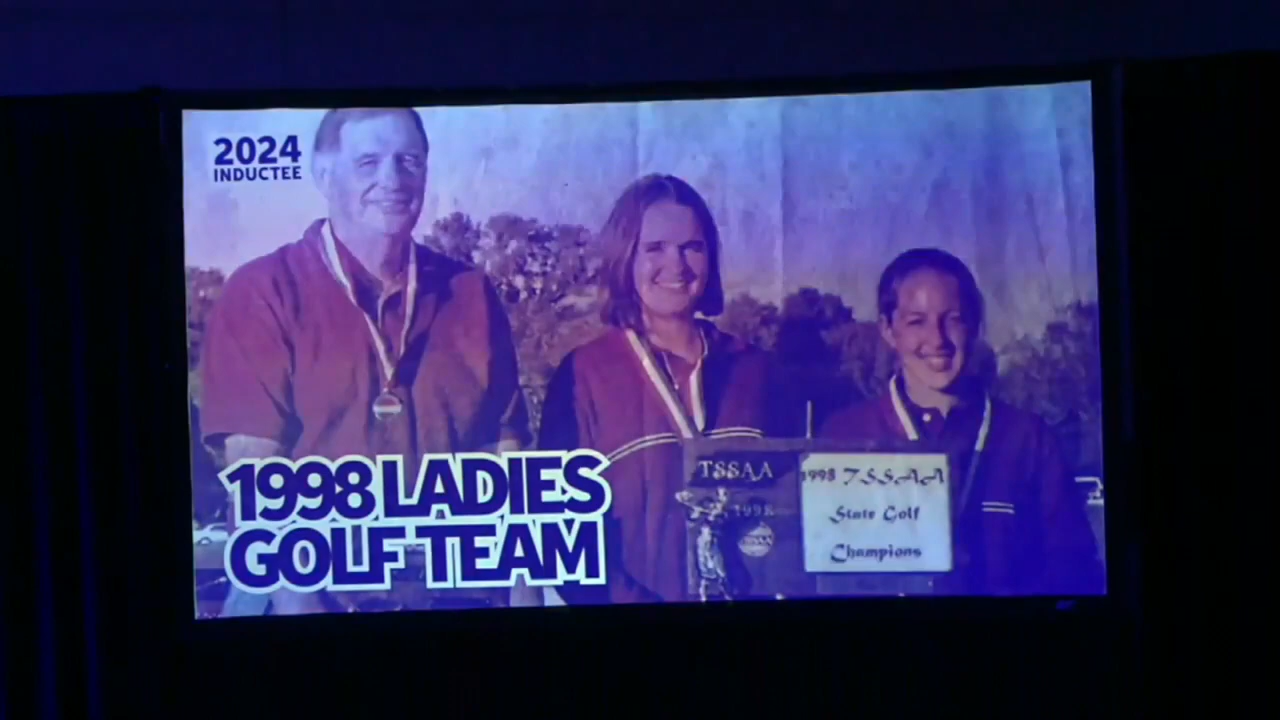 2024
INDUCTEE
1998 LADIES
GOLF TEAM
TSSAA
1998
1998 TSSAA
State Golf
Champions